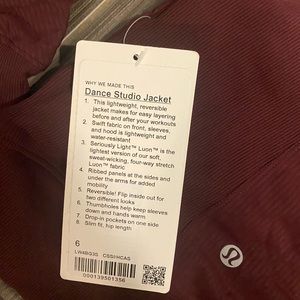 WHY WE MADE THIS
Dance Studio Jacket
1. This lightweight, reversible
jacket makes for easy layering
before and after your workouts
2. Swift fabric on front, sleeves,
and hood is lightweight and
water-resistant
3. Seriously Light™ Luon™ is the
lightest version of our soft,
sweat-wicking, four-way stretch
Luon™ fabric
4. Ribbed panels at the sides and
under the arms for added
mobility
5. Reversible! Flip inside out for
two different looks
6. Thumbholes help keep sleeves
down and hands warm
7. Drop-in pockets on one side
8. Slim fit, hip length
6
000139501356